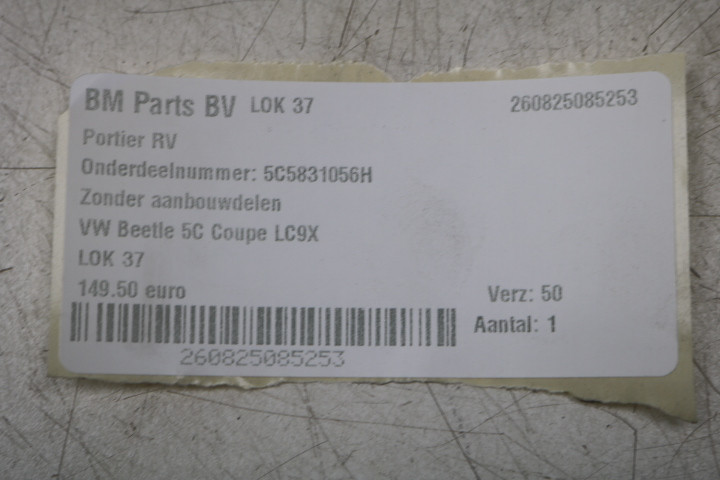 BM Parts BV LOK 37 260825085253
Portier RV
Onderdeelnummer: 5C5831056H
Zonder aanbouwdelen
VW Beetle 5C Coupe LC9X
LOK 37
149.50 euro Verz: 50
Aantal: 1
260825085253